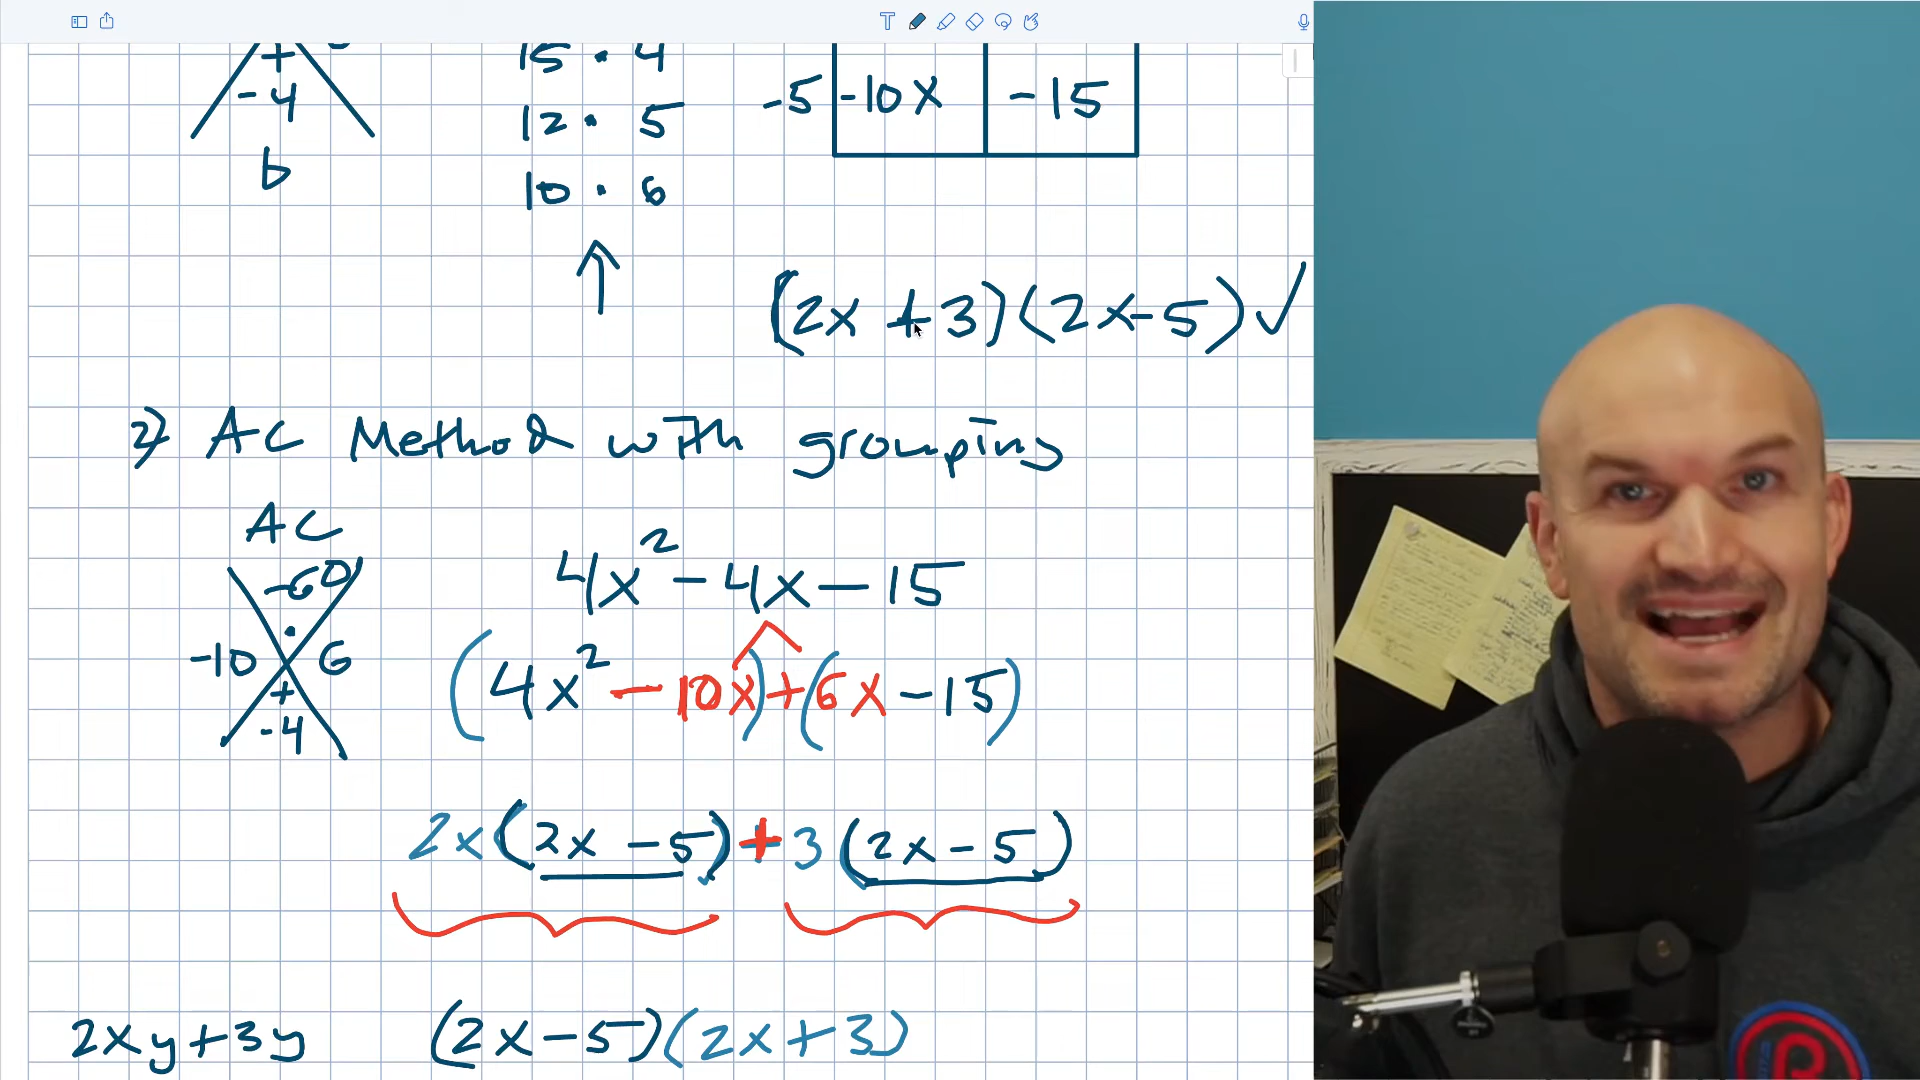 +
-4
b
15 · 4
12 · 5
10 · 6
-5 -10x -15
(2x + 3)(2x - 5) ✓
2) AC Method with grouping
AC
-60
·
-10 6
+
-4
4x² - 4x - 15
(4x² - 10x) + (6x - 15)
2x(2x - 5) + 3(2x - 5)
2xy + 3y
(2x - 5)(2x + 3)